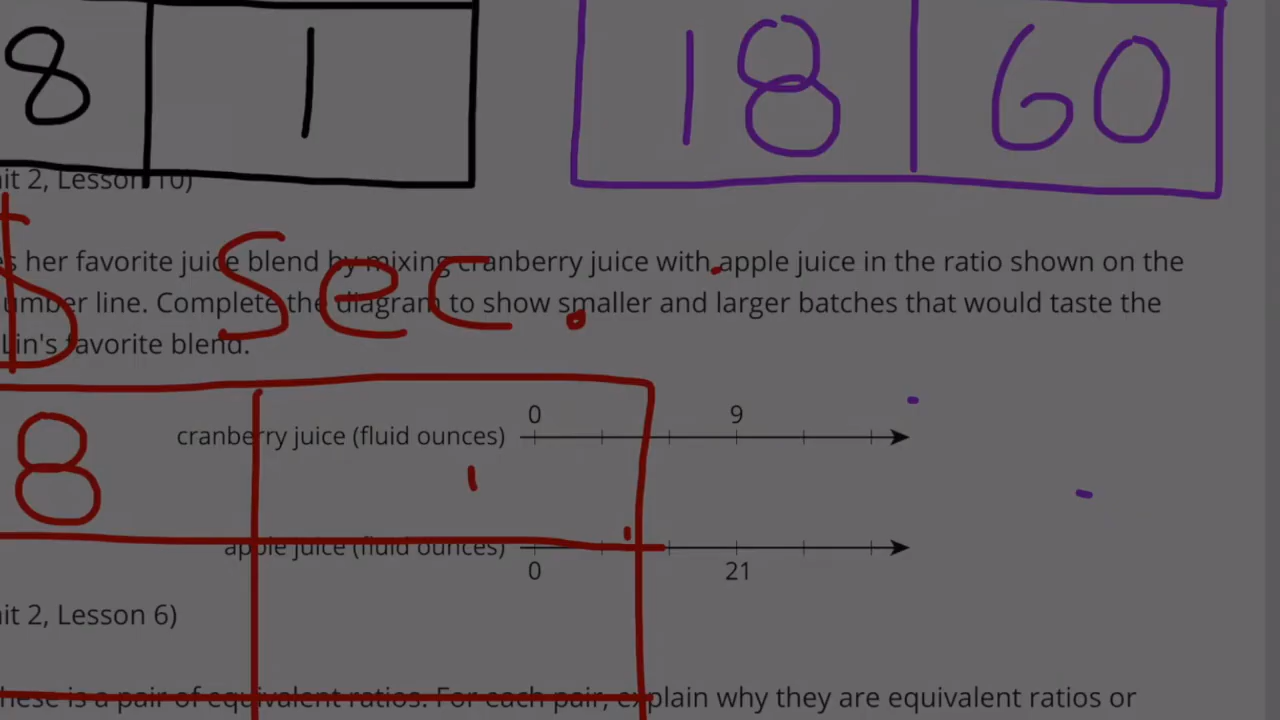 8 1 18 60
it 2, Lesson 10)
es her favorite juice blend by mixing cranberry juice with apple juice in the ratio shown on the
umber line. Complete the diagram to show smaller and larger batches that would taste the
Lin's favorite blend.
$ Sec.
0 9
cranberry juice (fluid ounces)
8
apple juice (fluid ounces)
0 21
it 2, Lesson 6)
hese is a pair of equivalent ratios. For each pair, explain why they are equivalent ratios or